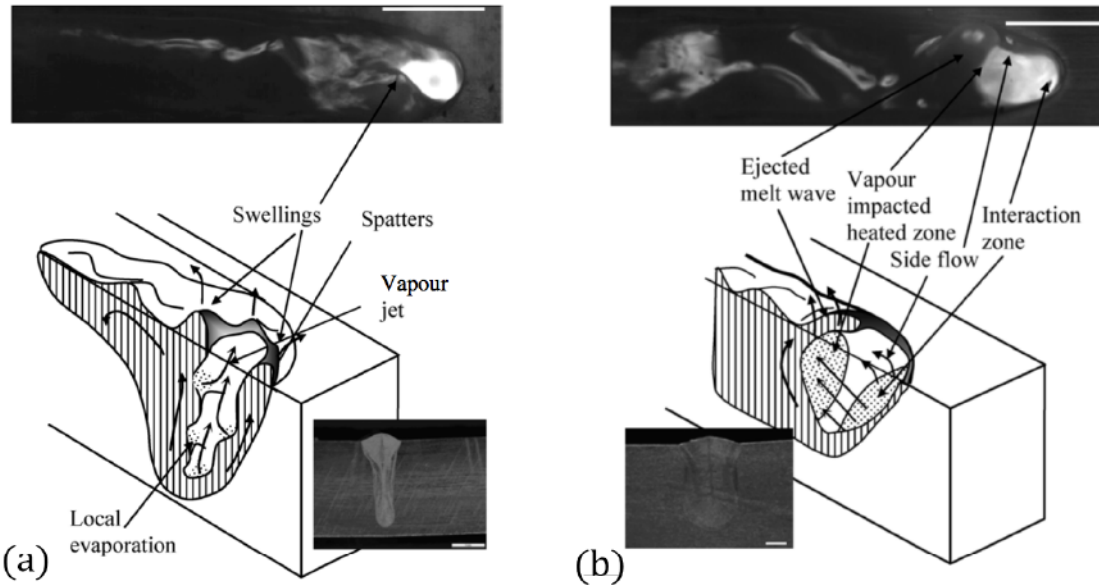 Swellings
Spatters
Vapour
jet
Local
evaporation
(a)
Ejected
melt wave
Vapour
impacted
heated zone
Side flow
Interaction
zone
(b)